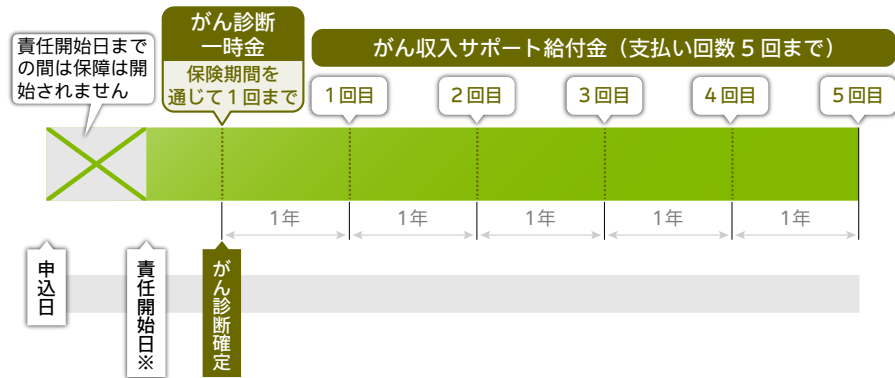 責任開始日まで
の間は保障は開
始されません
がん診断
一時金
保険期間を
通じて1回まで
がん収入サポート給付金（支払い回数5回まで）
1回目
2回目
3回目
4回目
5回目
1年
1年
1年
1年
1年
申込日
責任開始日※
がん診断確定